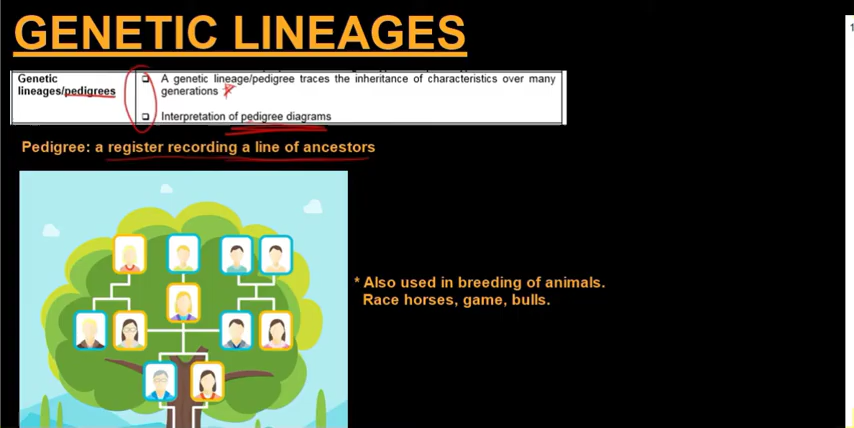 GENETIC LINEAGES
Genetic
lineages/pedigrees
A genetic lineage/pedigree traces the inheritance of characteristics over many
generations
Interpretation of pedigree diagrams
Pedigree: a register recording a line of ancestors
* Also used in breeding of animals.
Race horses, game, bulls.
1